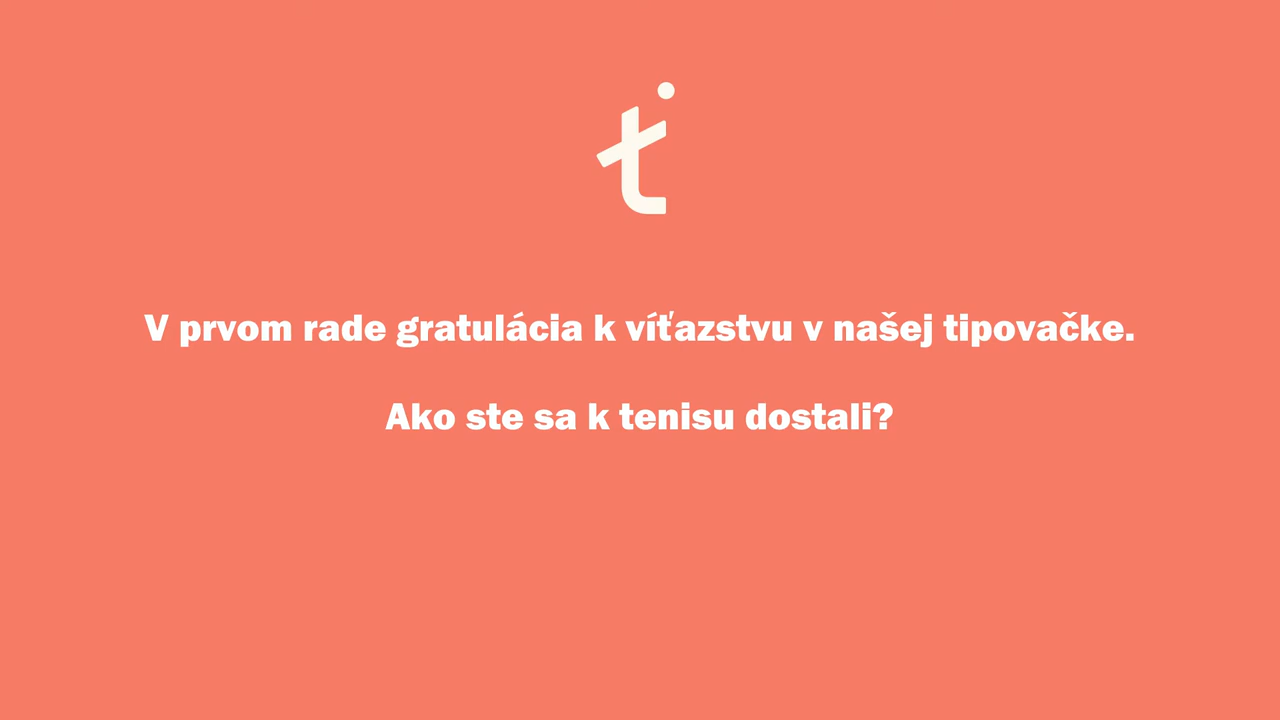 V prvom rade gratulácia k víťazstvu v našej tipovačke.
Ako ste sa k tenisu dostali?